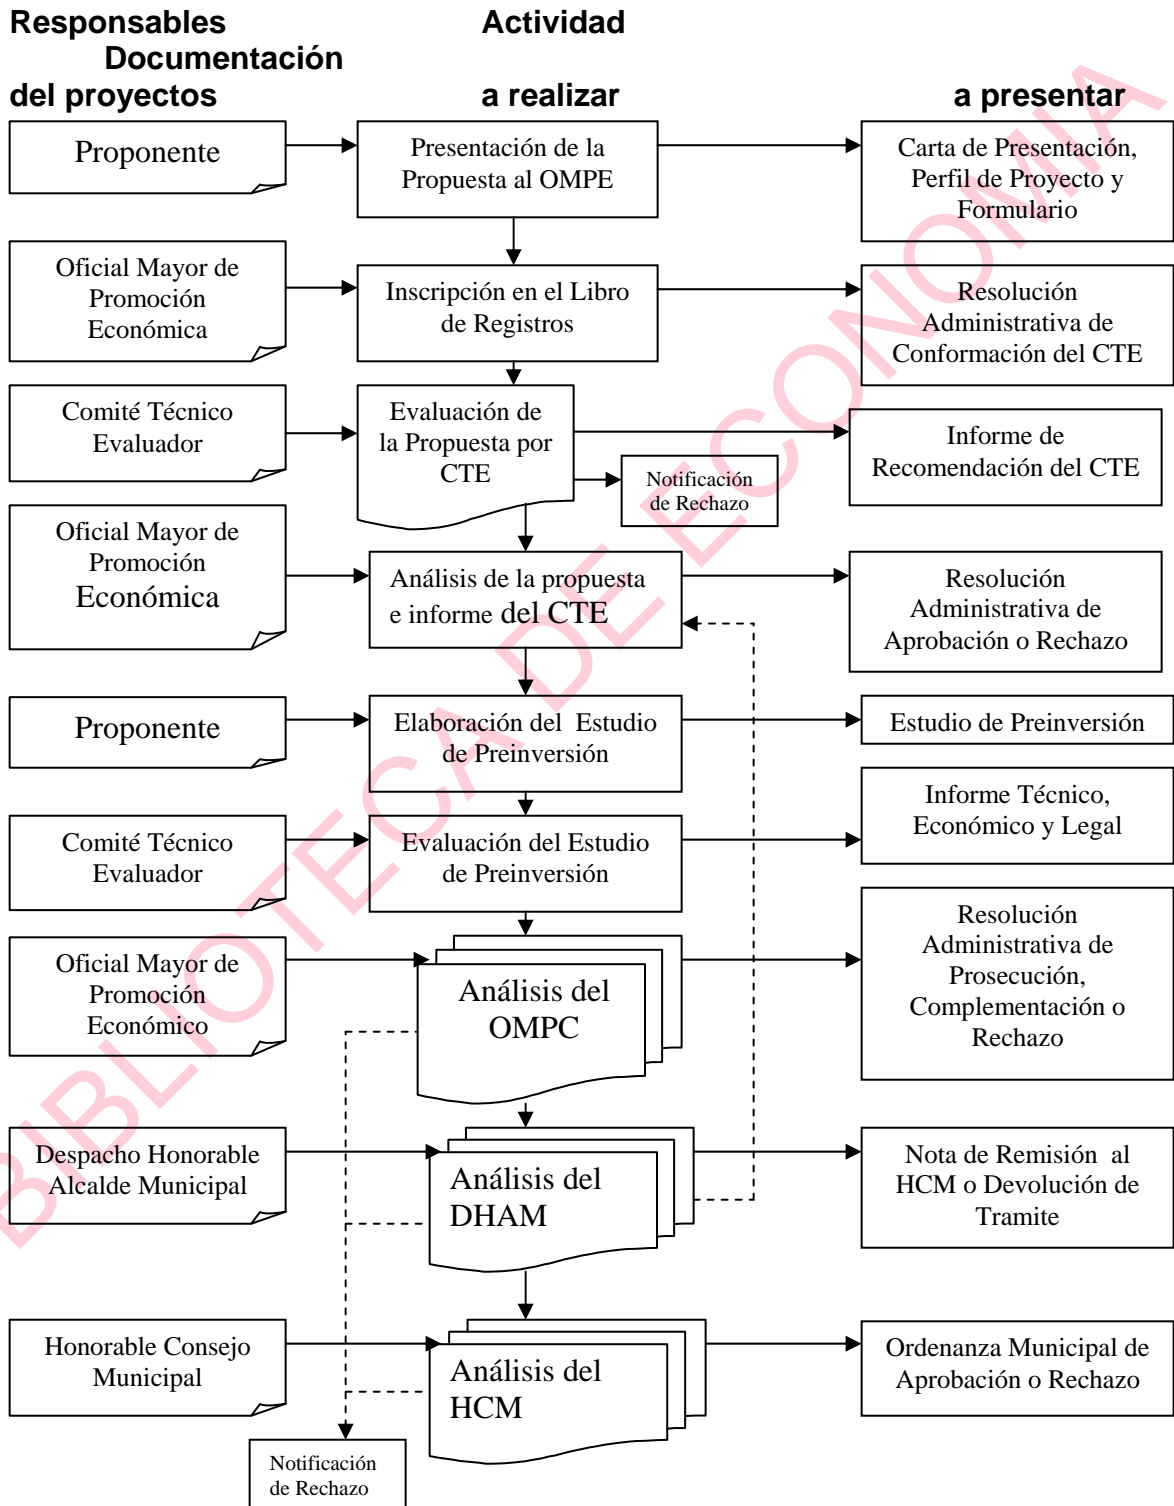 Responsables Actividad
Documentación
del proyectos a realizar a presentar
Proponente
Presentación de la
Propuesta al OMPE
Carta de Presentación,
Perfil de Proyecto y
Formulario
Oficial Mayor de
Promoción
Económica
Inscripción en el Libro
de Registros
Resolución
Administrativa de
Conformación del CTE
Comité Técnico
Evaluador
Evaluación de
la Propuesta por
CTE
Informe de
Recomendación del CTE
Notificación
de Rechazo
Oficial Mayor de
Promoción
Económica
Análisis de la propuesta
e informe del CTE
Resolución
Administrativa de
Aprobación o Rechazo
Proponente
Elaboración del Estudio
de Preinversión
Estudio de Preinversión
Comité Técnico
Evaluador
Evaluación del Estudio
de Preinversión
Informe Técnico,
Económico y Legal
Oficial Mayor de
Promoción
Económico
Análisis del
OMPC
Resolución
Administrativa de
Prosecución,
Complementación o
Rechazo
Despacho Honorable
Alcalde Municipal
Análisis del
DHAM
Nota de Remisión al
HCM o Devolución de
Tramite
Honorable Consejo
Municipal
Análisis del
HCM
Ordenanza Municipal de
Aprobación o Rechazo
Notificación
de Rechazo
BIBLIOTECA DE ECONOMIA